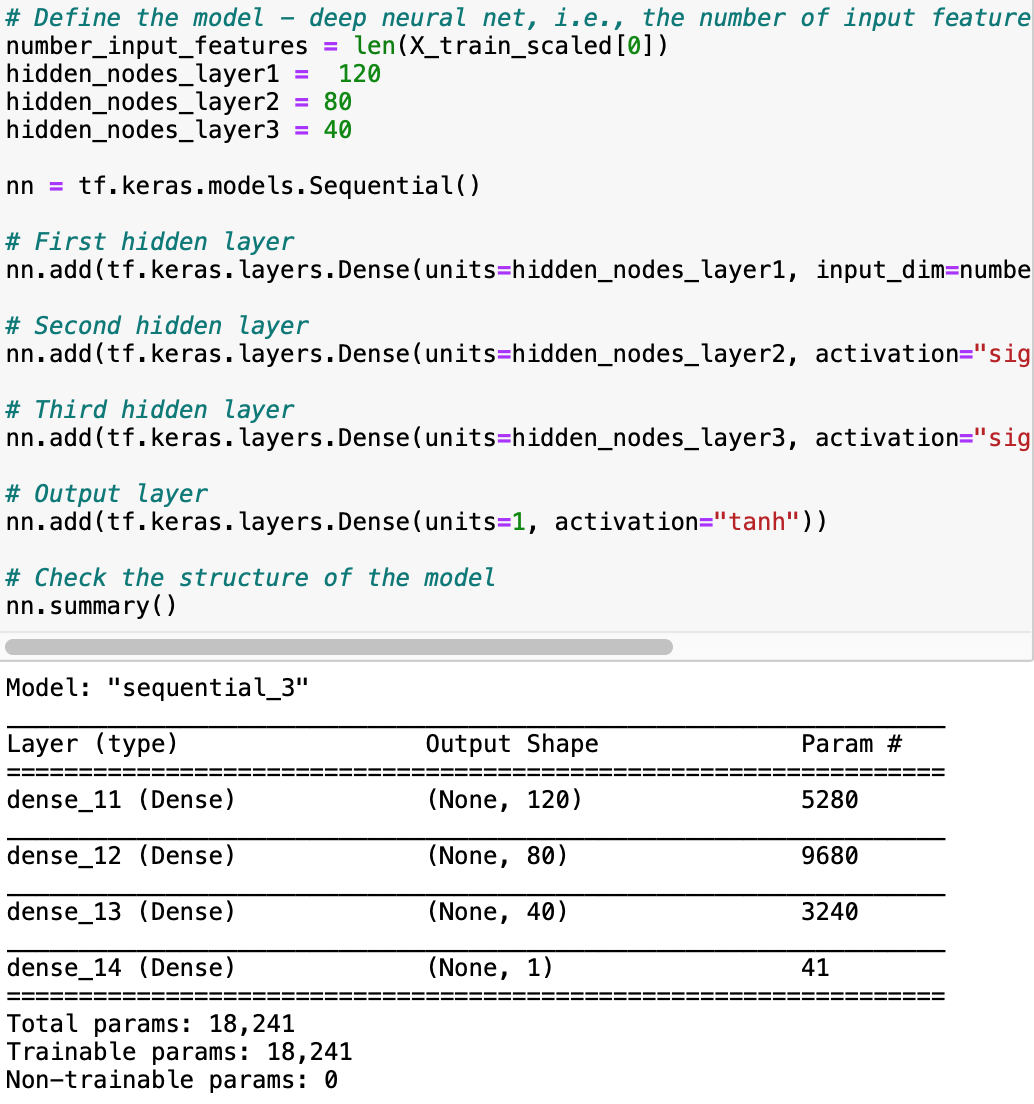 # Define the model - deep neural net, i.e., the number of input feature
number_input_features = len(X_train_scaled[0])
hidden_nodes_layer1 =  120
hidden_nodes_layer2 = 80
hidden_nodes_layer3 = 40
nn = tf.keras.models.Sequential()
# First hidden layer
nn.add(tf.keras.layers.Dense(units=hidden_nodes_layer1, input_dim=numbe
# Second hidden layer
nn.add(tf.keras.layers.Dense(units=hidden_nodes_layer2, activation="sig
# Third hidden layer
nn.add(tf.keras.layers.Dense(units=hidden_nodes_layer3, activation="sig
# Output layer
nn.add(tf.keras.layers.Dense(units=1, activation="tanh"))
# Check the structure of the model
nn.summary()
Model: "sequential_3"
Layer (type) Output Shape Param #
dense_11 (Dense) (None, 120) 5280
dense_12 (Dense) (None, 80) 9680
dense_13 (Dense) (None, 40) 3240
dense_14 (Dense) (None, 1) 41
Total params: 18,241
Trainable params: 18,241
Non-trainable params: 0